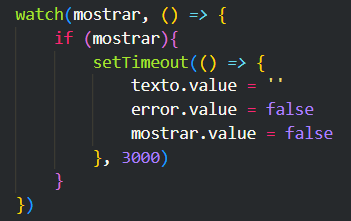 watch(mostrar, () => {
    if (mostrar){
        setTimeout(() => {
            texto.value = ''
            error.value = false
            mostrar.value = false
        }, 3000)
    }
})